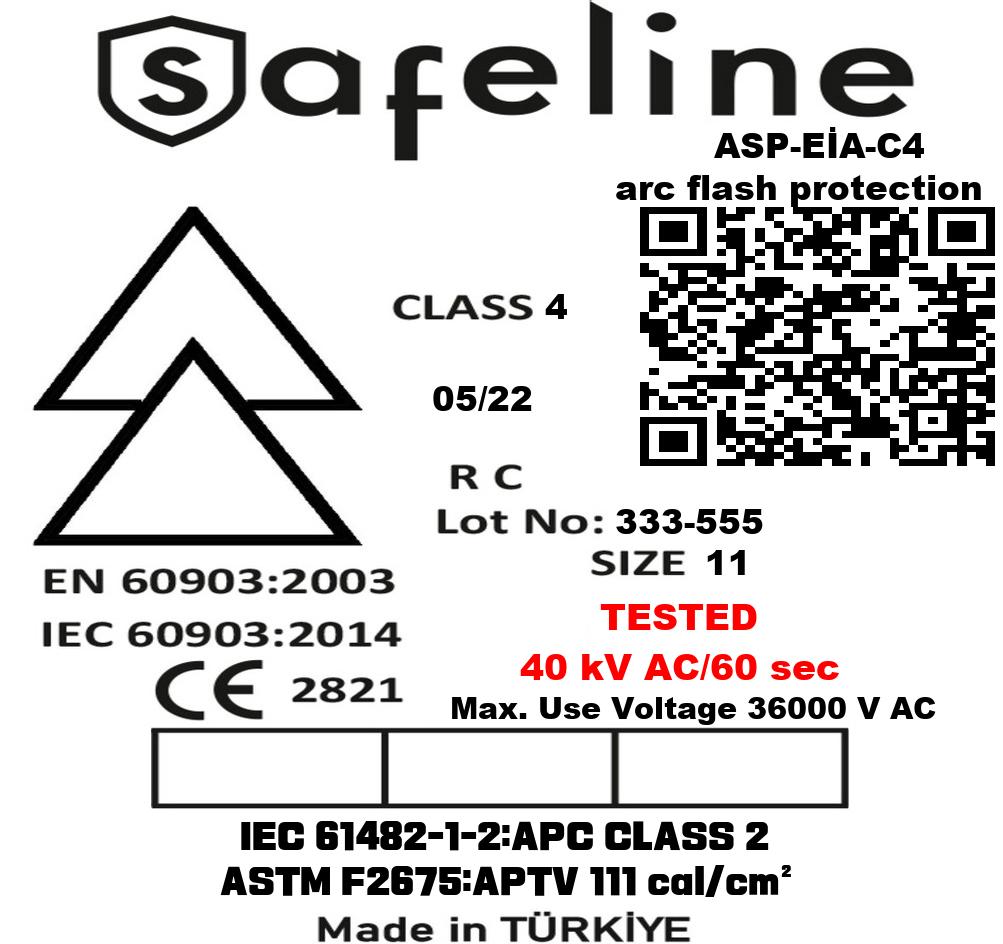 safeline
ASP-EİA-C4
arc flash protection
CLASS 4
05/22
R C
Lot No: 333-555
SIZE 11
EN 60903:2003
IEC 60903:2014
TESTED
40 kV AC/60 sec
CE 2821
Max. Use Voltage 36000 V AC
IEC 61482-1-2:APC CLASS 2
ASTM F2675:APTV 111 cal/cm²
Made in TÜRKİYE